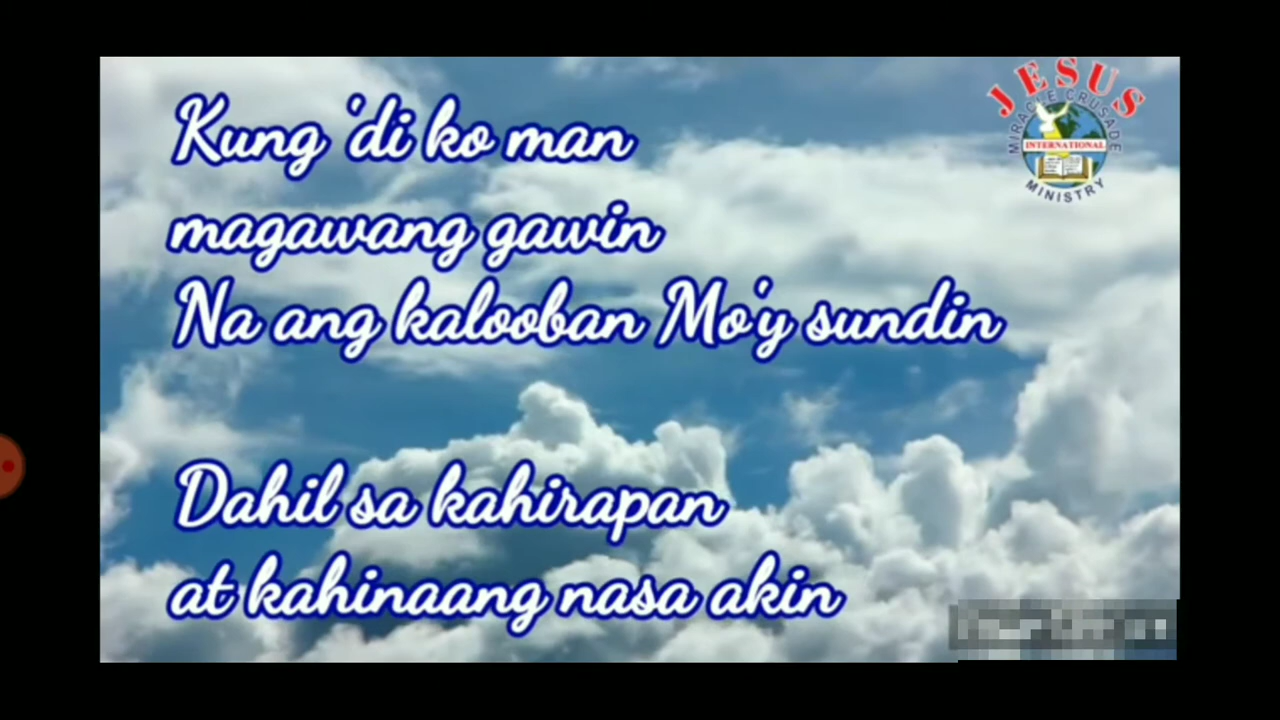 JESUS
MIRACLE CRUSADE
INTERNATIONAL
MINISTRY
Kung 'di ko man
magawang gawin
Na ang kalooban Mo'y sundin
Dahil sa kahirapan
at kahinaang nasa akin